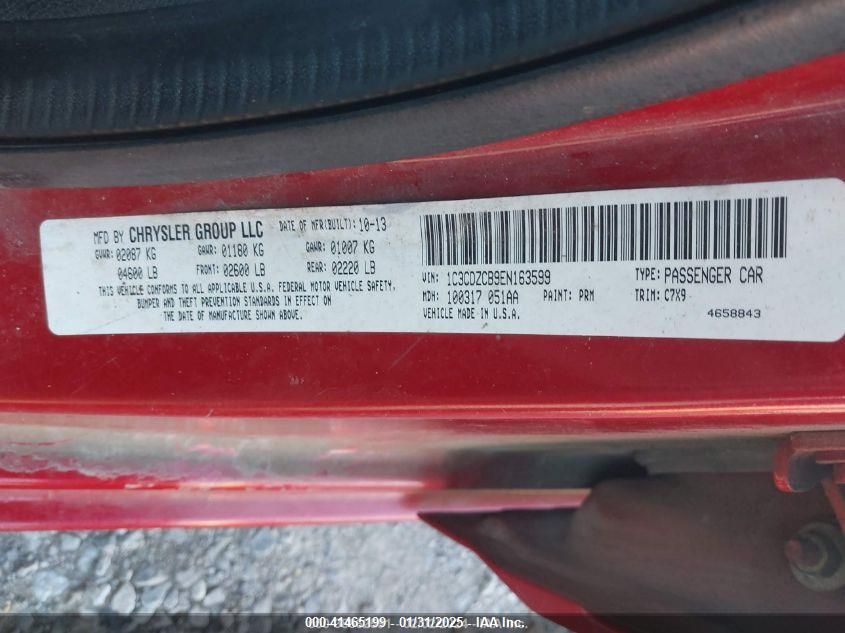 MFD BY CHRYSLER GROUP LLC DATE OF MFR(BUILT): 10-13
GVWR: 02087 KG GAWR: 01180 KG GAWR: 01007 KG
04600 LB FRONT: 02600 LB REAR: 02220 LB
THIS VEHICLE CONFORMS TO ALL APPLICABLE U.S.A. FEDERAL MOTOR VEHICLE SAFETY,
BUMPER AND THEFT PREVENTION STANDARDS IN EFFECT ON
THE DATE OF MANUFACTURE SHOWN ABOVE.
VIN: 1C3CDZCB9EN163599 TYPE: PASSENGER CAR
MDH: 100317 051AA PAINT: PRM TRIM: C7X9
VEHICLE MADE IN U.S.A. 4658843
000-41465199 - 01/31/2025 - IAA Inc.